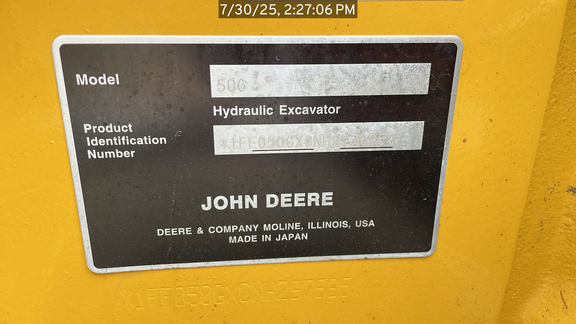 7/30/25, 2:27:06 PM
Model
50G
Hydraulic Excavator
Product
Identification
Number
JOHN DEERE
DEERE & COMPANY MOLINE, ILLINOIS, USA
MADE IN JAPAN